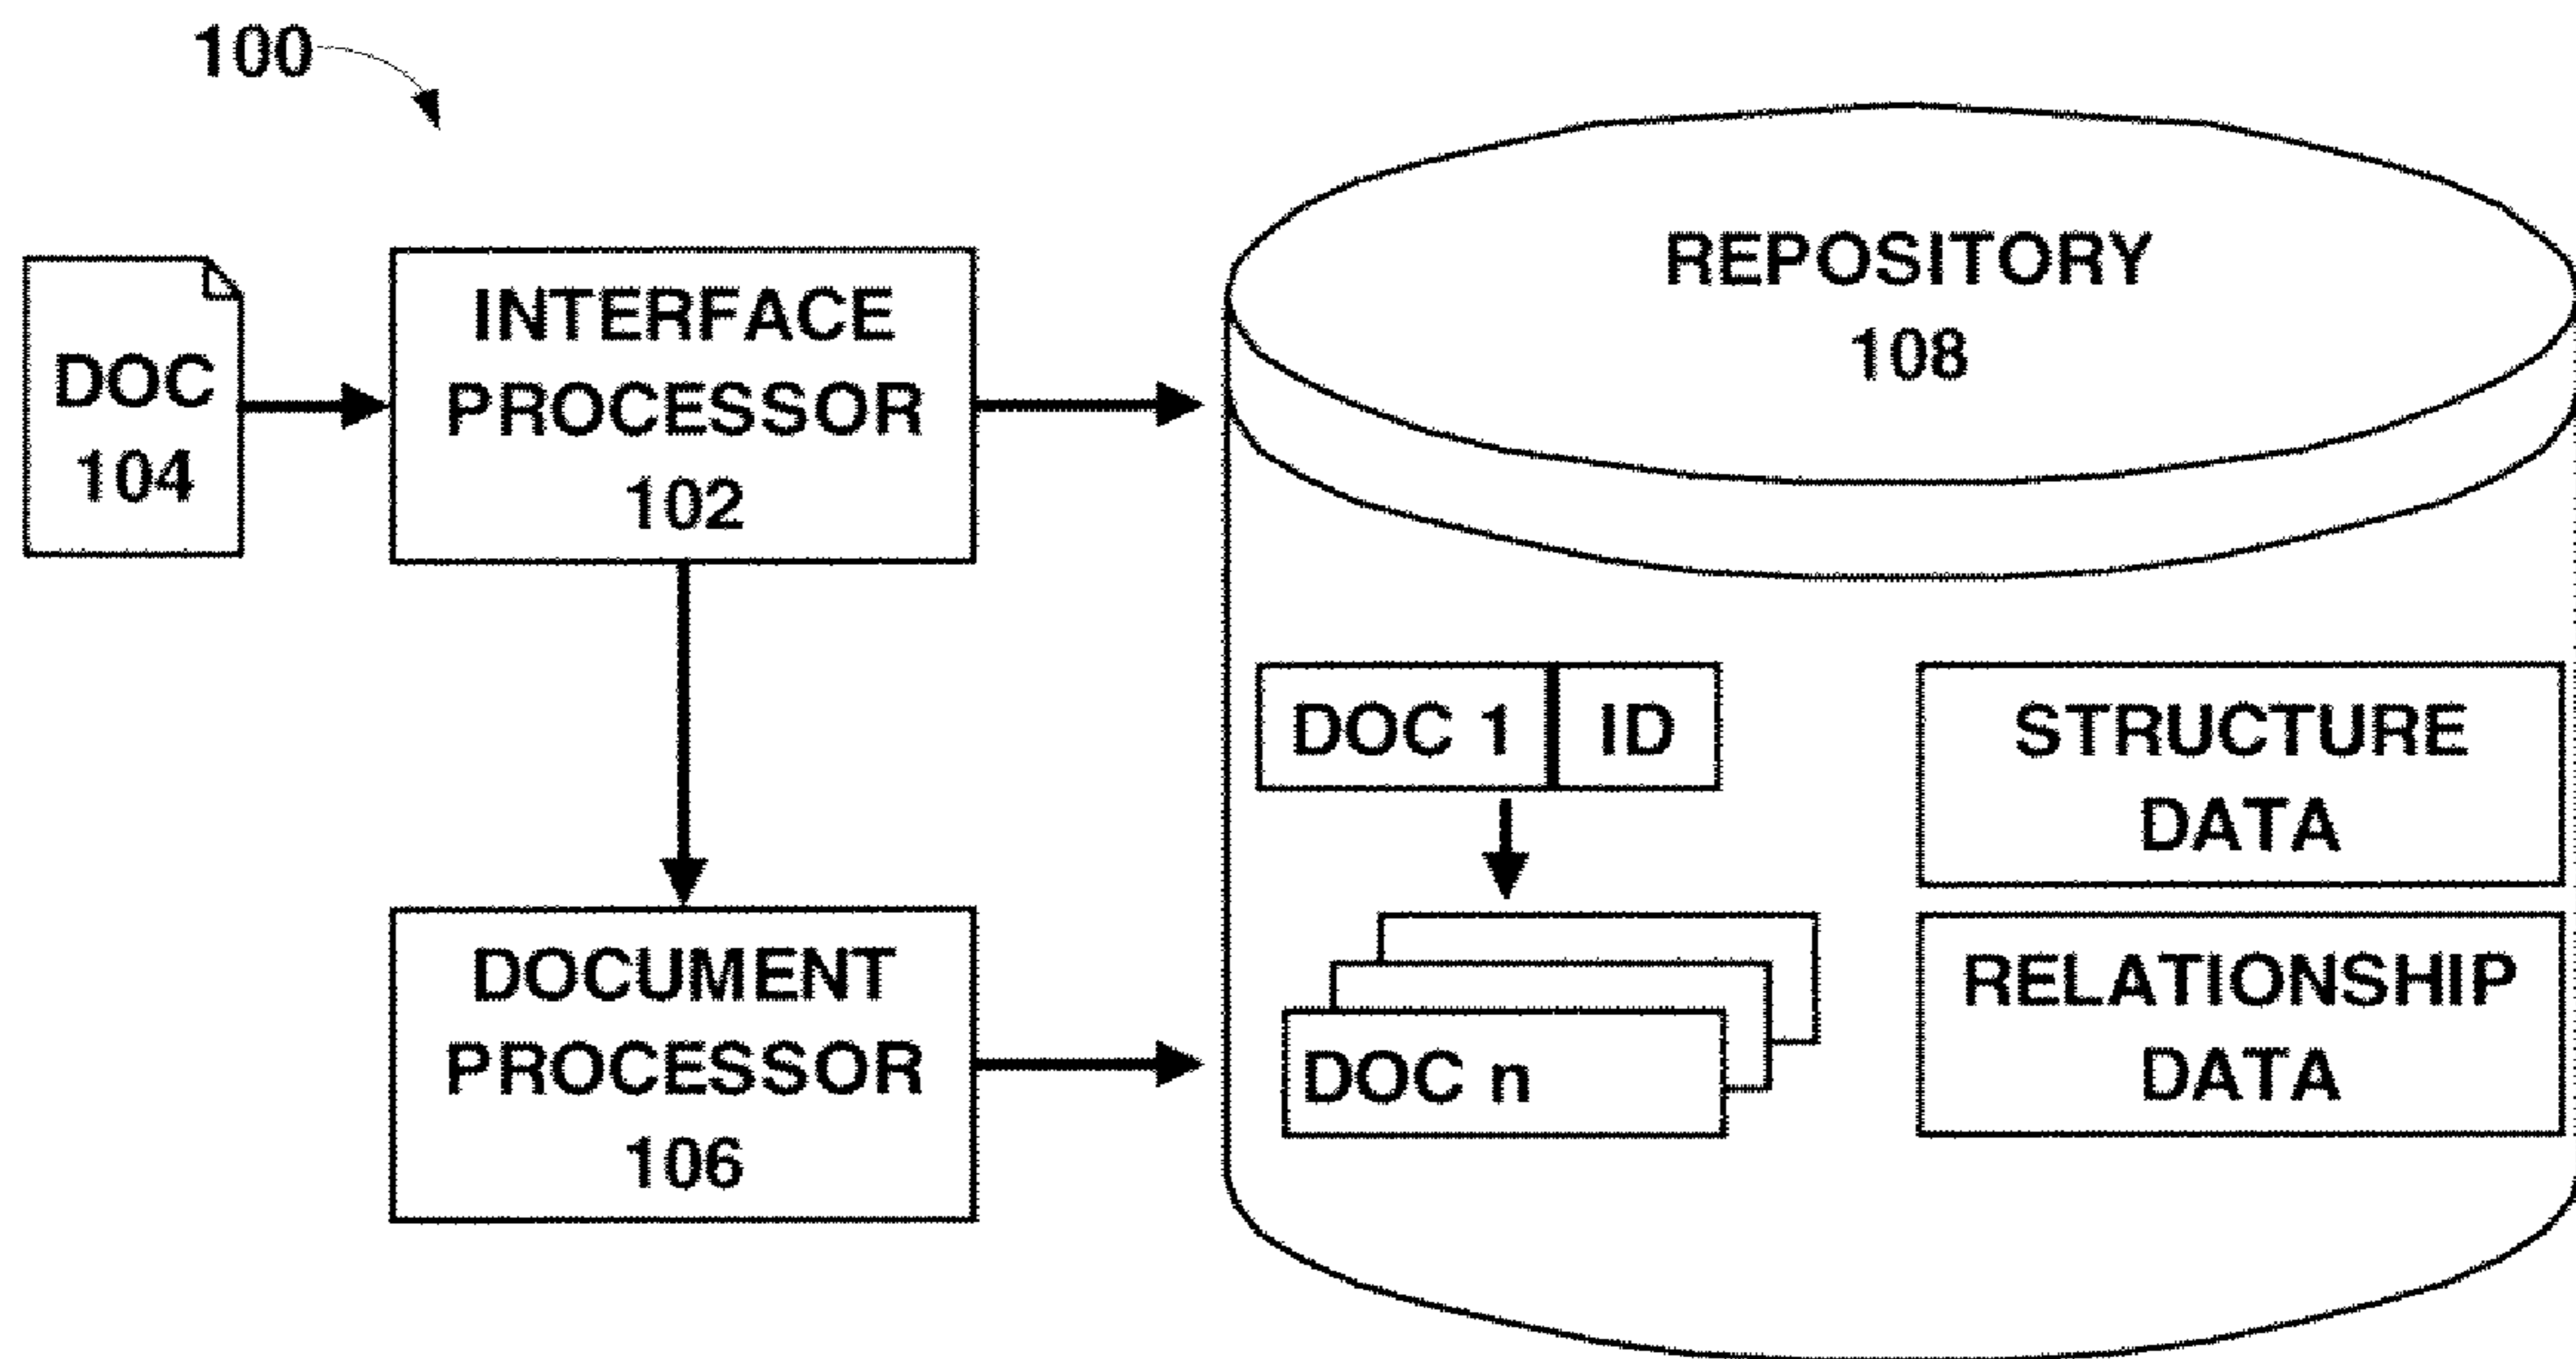 100
DOC
104
INTERFACE
PROCESSOR
102
REPOSITORY
108
DOCUMENT
PROCESSOR
106
DOC 1
ID
DOC n
STRUCTURE
DATA
RELATIONSHIP
DATA